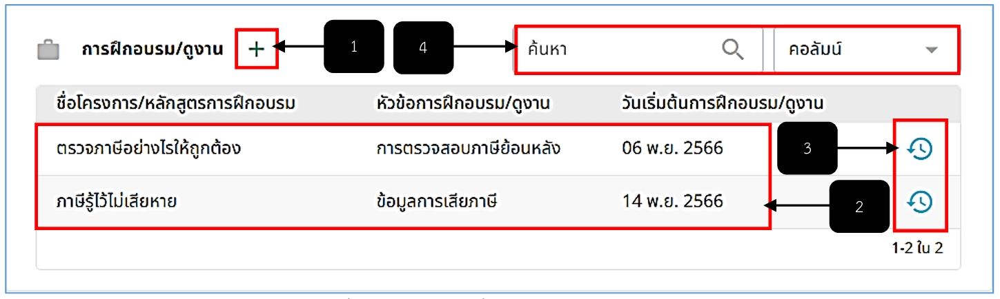 การฝึกอบรม/ดูงาน + 1 4 ค้นหา คอลัมน์
ชื่อโครงการ/หลักสูตรการฝึกอบรม หัวข้อการฝึกอบรม/ดูงาน วันเริ่มต้นการฝึกอบรม/ดูงาน
ตรวจภาษีอย่างไรให้ถูกต้อง การตรวจสอบภาษีย้อนหลัง 06 พ.ย. 2566 3
ภาษีรู้ไว้ไม่เสียหาย ข้อมูลการเสียภาษี 14 พ.ย. 2566 2
1-2 ใน 2